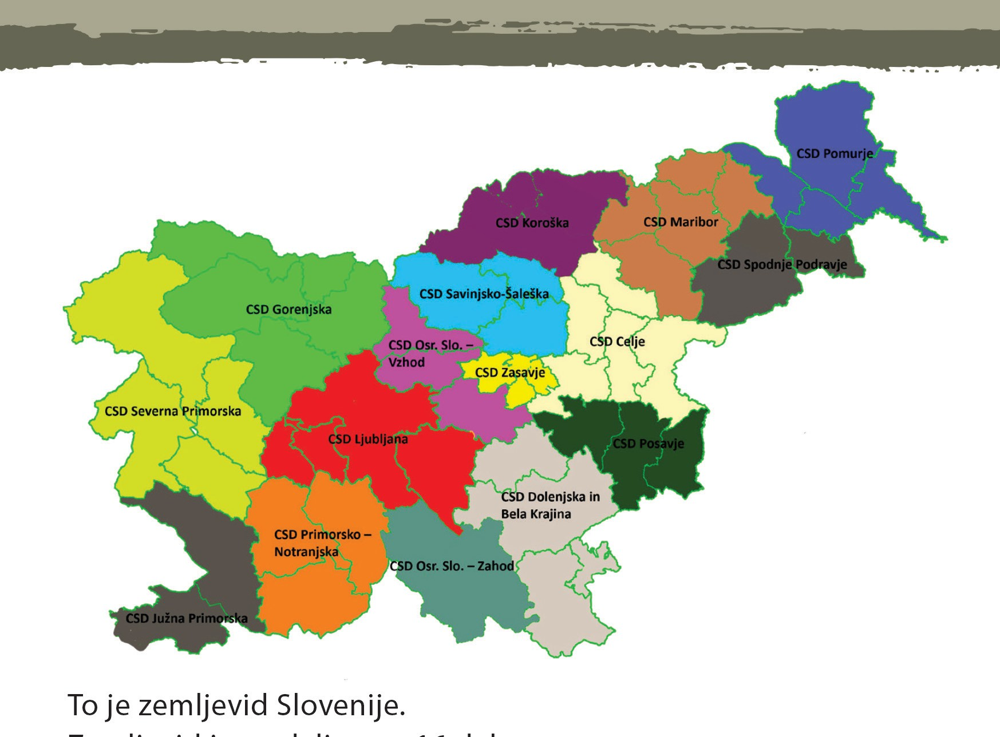 CSD Pomurje
CSD Koroška
CSD Maribor
CSD Spodnje Podravje
CSD Savinjsko-Šaleška
CSD Gorenjska
CSD Celje
CSD Osr. Slo. –
Vzhod
CSD Zasavje
CSD Severna Primorska
CSD Ljubljana
CSD Posavje
CSD Dolenjska in
Bela Krajina
CSD Primorsko –
Notranjska
CSD Osr. Slo. – Zahod
CSD Južna Primorska
To je zemljevid Slovenije.